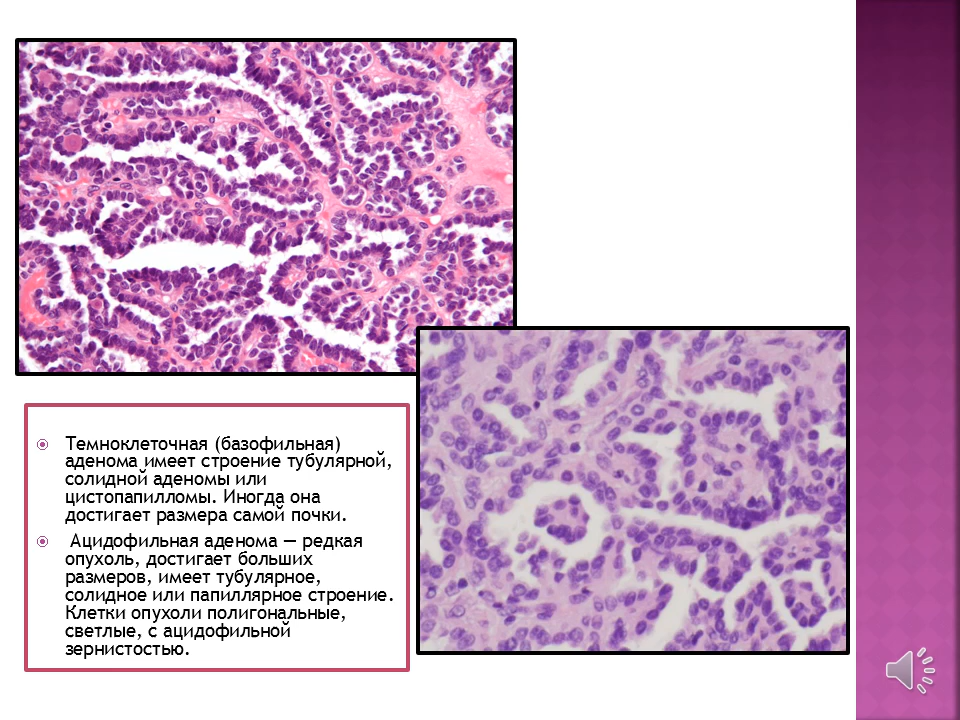 Темноклеточная (базофильная)
аденома имеет строение тубулярной,
солидной аденомы или
цистопапилломы. Иногда она
достигает размера самой почки.
Ацидофильная аденома — редкая
опухоль, достигает больших
размеров, имеет тубулярное,
солидное или папиллярное строение.
Клетки опухоли полигональные,
светлые, с ацидофильной
зернистостью.